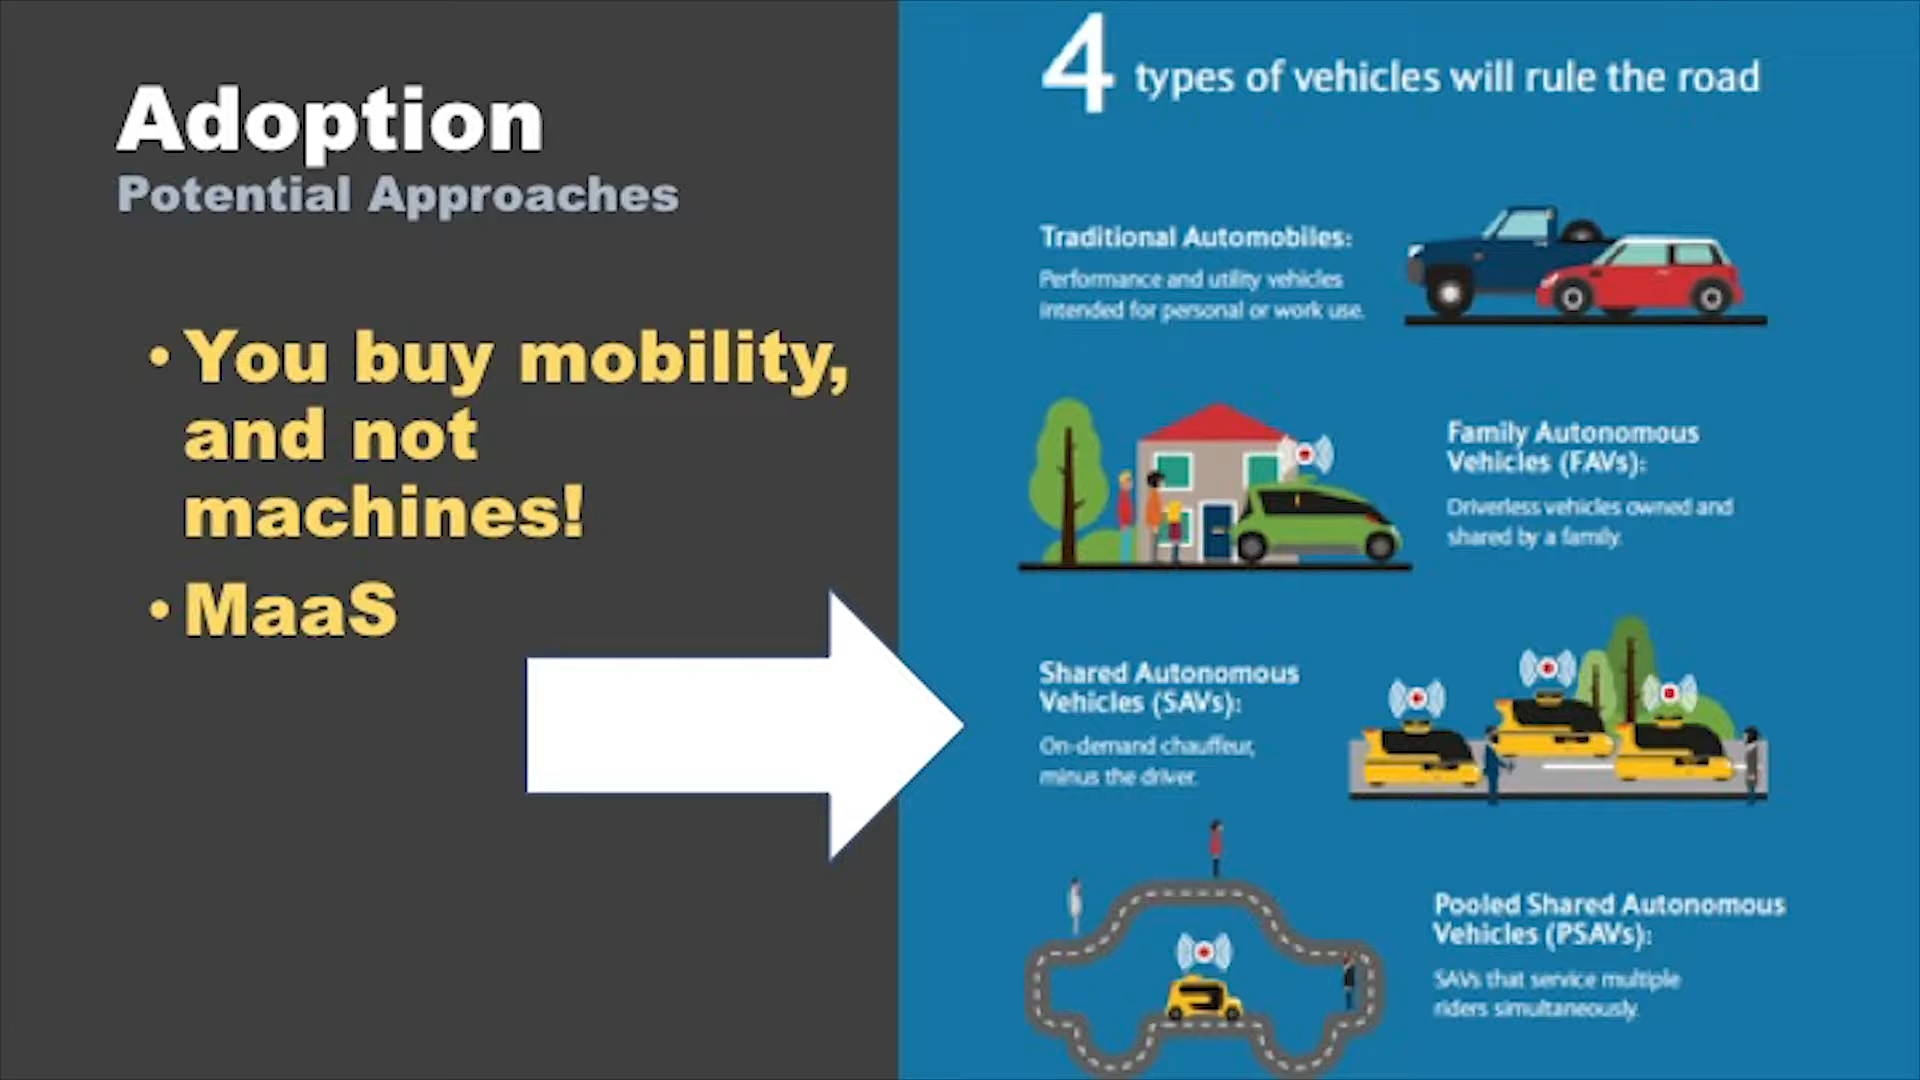 Adoption
Potential Approaches
• You buy mobility,
and not
machines!
• MaaS
4 types of vehicles will rule the road
Traditional Automobiles:
Performance and utility vehicles
intended for personal or work use.
Family Autonomous
Vehicles (FAVs):
Driverless vehicles owned and
shared by a family.
Shared Autonomous
Vehicles (SAVs):
On-demand chauffeur,
minus the driver.
Pooled Shared Autonomous
Vehicles (PSAVs):
SAVs that service multiple
riders simultaneously.